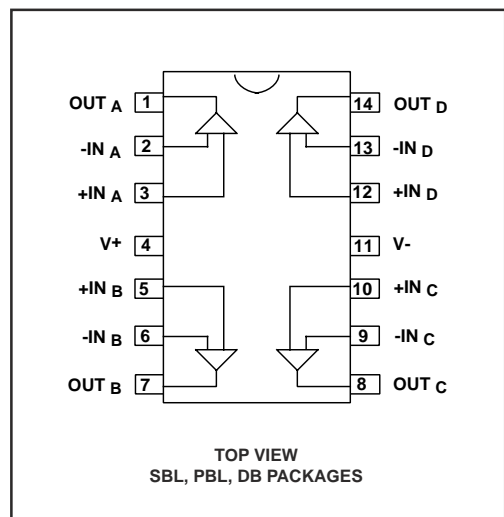 OUT A 1 14 OUT D
-IN A 2 13 -IN D
+IN A 3 12 +IN D
V+ 4 11 V-
+IN B 5 10 +IN C
-IN B 6 9 -IN C
OUT B 7 8 OUT C
TOP VIEW
SBL, PBL, DB PACKAGES